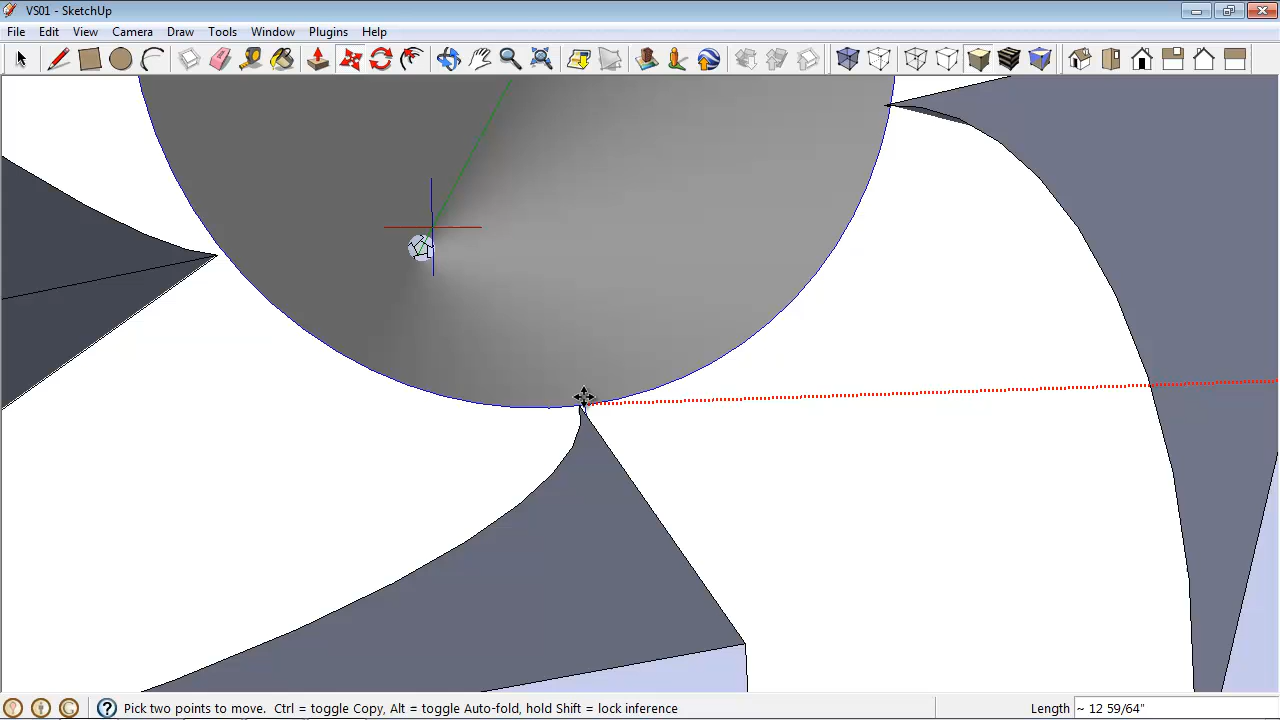 VS01 - SketchUp
File Edit View Camera Draw Tools Window Plugins Help
Pick two points to move. Ctrl = toggle Copy, Alt = toggle Auto-fold, hold Shift = lock inference
Length ~ 12 59/64"